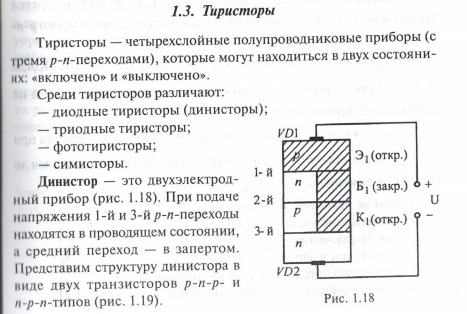 1.3. Тиристоры
Тиристоры — четырехслойные полупроводниковые приборы (с
тремя р-n-переходами), которые могут находиться в двух состояни-
ях: «включено» и «выключено».
Среди тиристоров различают:
— диодные тиристоры (динисторы);
— триодные тиристоры;
— фототиристоры;
— симисторы.
Динистор — это двухэлектрод-
ный прибор (рис. 1.18). При подаче
напряжения 1-й и 3-й р-n-переходы
находятся в проводящем состоянии,
а средний переход — в запертом.
Представим структуру динистора в
виде двух транзисторов р-n-р- и
n-р-n-типов (рис. 1.19).
VD1
p
Э1(откр.)
1- й
n
Б1(закр.)
+
2-й
U
p
К1(откр.)
−
3- й
n
VD2
Рис. 1.18